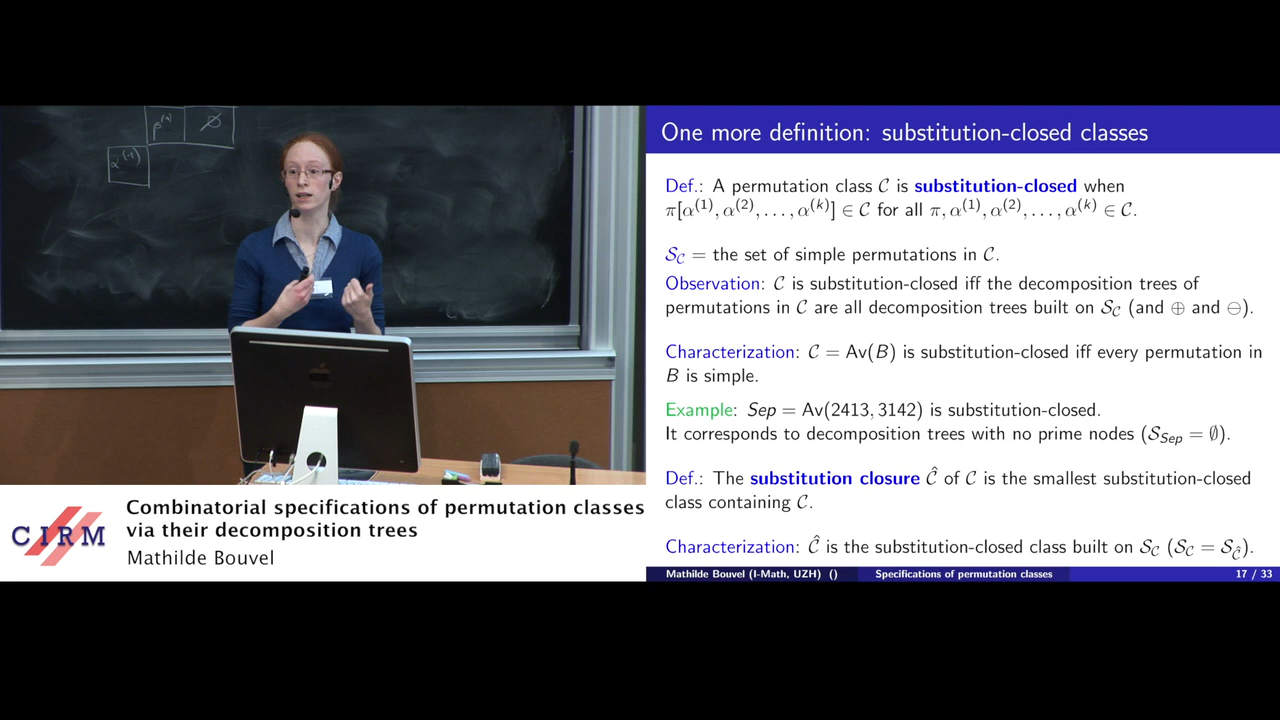 β⁽¹⁾
α⁽¹⁾
CIRM
Combinatorial specifications of permutation classes
via their decomposition trees
Mathilde Bouvel
One more definition: substitution-closed classes
Def.: A permutation class 𝒞 is substitution-closed when
π[α⁽¹⁾, α⁽²⁾, . . . , α⁽ᵏ⁾] ∈ 𝒞 for all π, α⁽¹⁾, α⁽²⁾, . . . , α⁽ᵏ⁾ ∈ 𝒞.
𝒮_𝒞 = the set of simple permutations in 𝒞.
Observation: 𝒞 is substitution-closed iff the decomposition trees of
permutations in 𝒞 are all decomposition trees built on 𝒮_𝒞 (and ⊕ and ⊖).
Characterization: 𝒞 = Av(B) is substitution-closed iff every permutation in
B is simple.
Example: Sep = Av(2413, 3142) is substitution-closed.
It corresponds to decomposition trees with no prime nodes (𝒮_Sep = ∅).
Def.: The substitution closure 𝒞̂ of 𝒞 is the smallest substitution-closed
class containing 𝒞.
Characterization: 𝒞̂ is the substitution-closed class built on 𝒮_𝒞 (𝒮_𝒞 = 𝒮_𝒞̂).
Mathilde Bouvel (I-Math, UZH) () Specifications of permutation classes 17 / 33